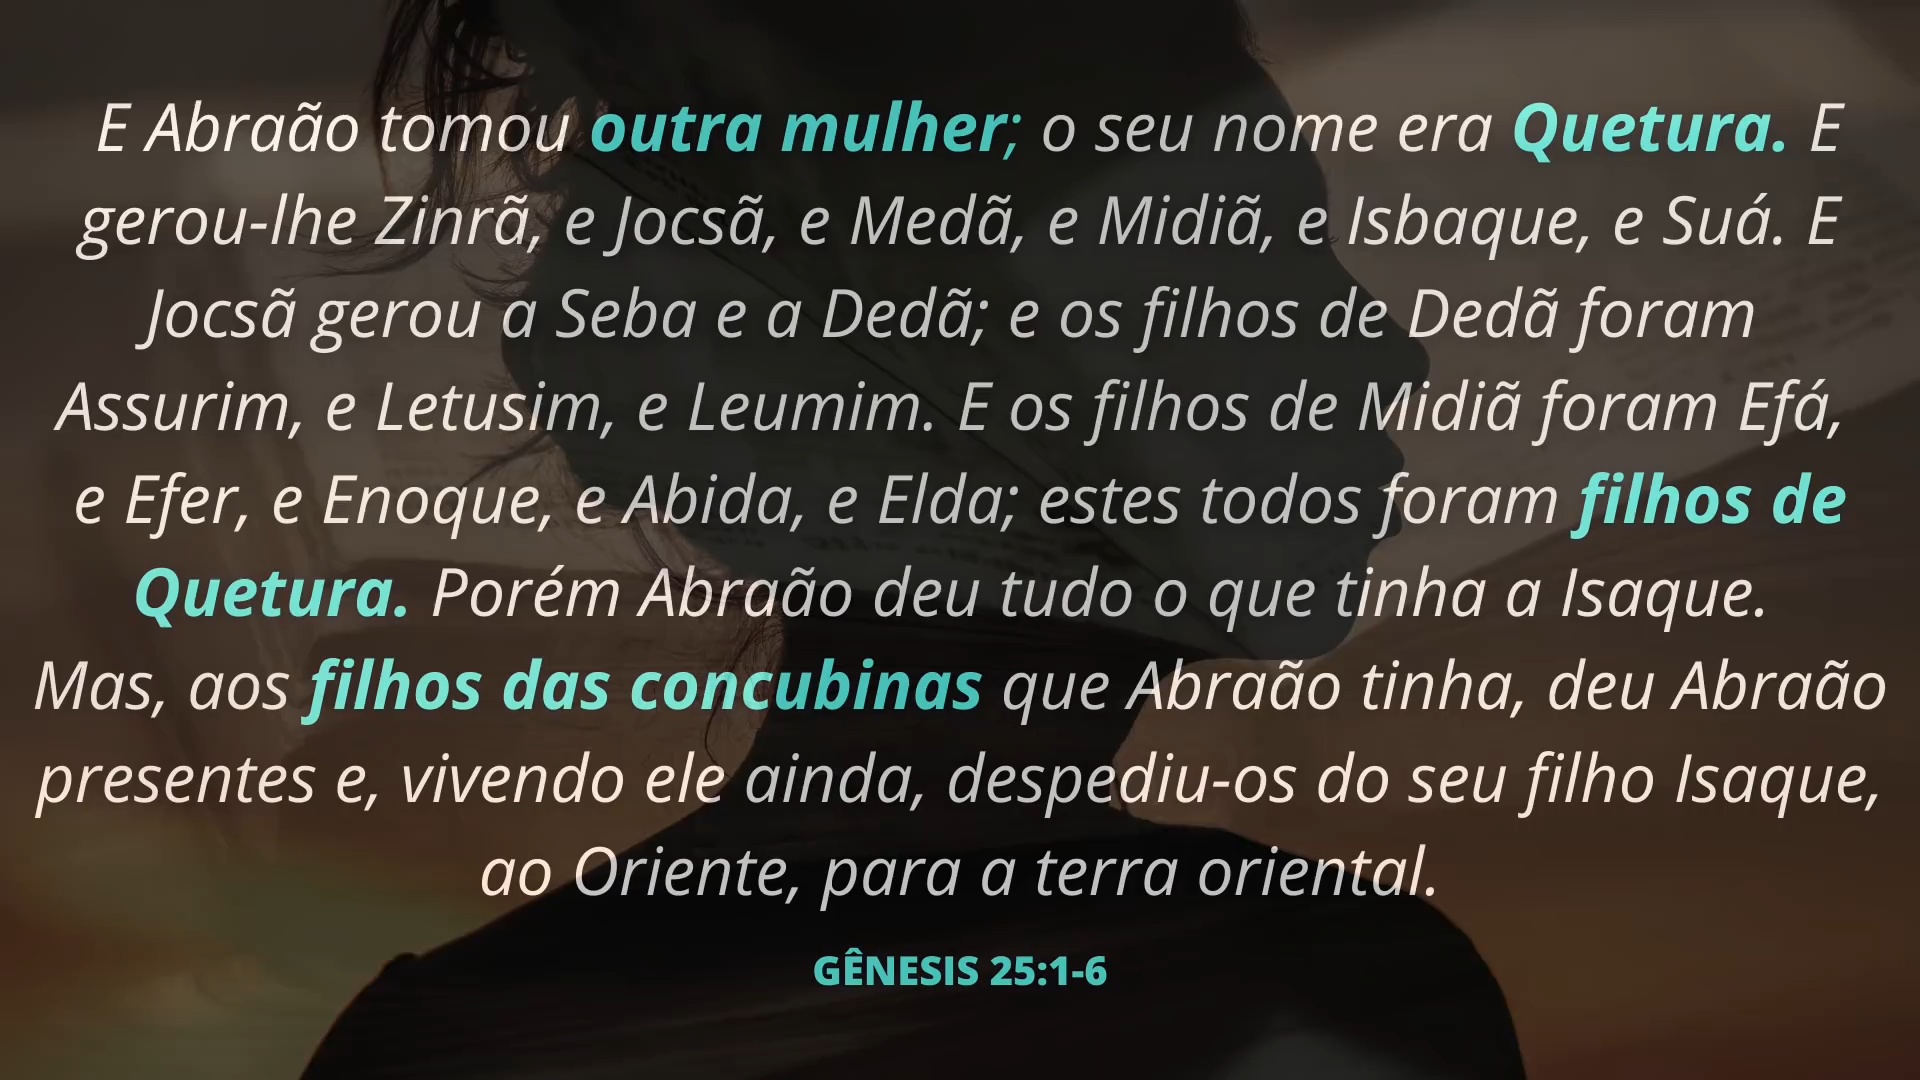 E Abraão tomou outra mulher; o seu nome era Quetura. E
gerou-lhe Zinrã, e Jocsã, e Medã, e Midiã, e Isbaque, e Suá. E
Jocsã gerou a Seba e a Dedã; e os filhos de Dedã foram
Assurim, e Letusim, e Leumim. E os filhos de Midiã foram Efá,
e Efer, e Enoque, e Abida, e Elda; estes todos foram filhos de
Quetura. Porém Abraão deu tudo o que tinha a Isaque.
Mas, aos filhos das concubinas que Abraão tinha, deu Abraão
presentes e, vivendo ele ainda, despediu-os do seu filho Isaque,
ao Oriente, para a terra oriental.
GÊNESIS 25:1-6